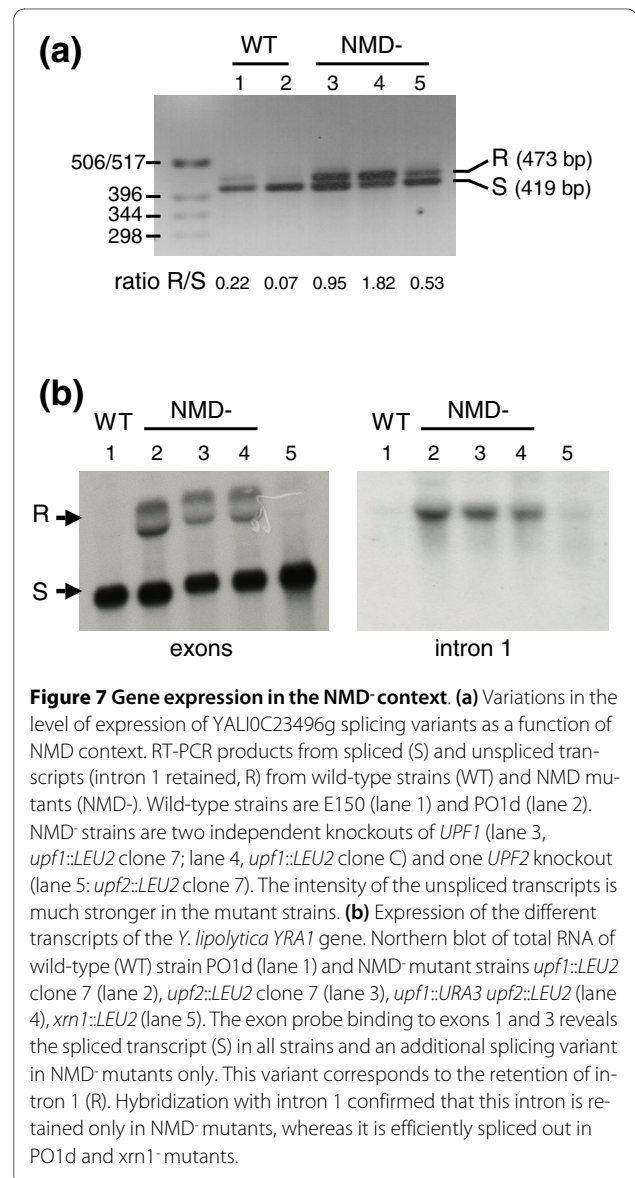 (a)
WT NMD-
1 2 3 4 5
506/517
396
344
298
R (473 bp)
S (419 bp)
ratio R/S 0.22 0.07 0.95 1.82 0.53
(b)
WT NMD- WT NMD-
1 2 3 4 5 1 2 3 4 5
R
S
exons intron 1
Figure 7 Gene expression in the NMD- context. (a) Variations in the
level of expression of YALI0C23496g splicing variants as a function of
NMD context. RT-PCR products from spliced (S) and unspliced tran-
scripts (intron 1 retained, R) from wild-type strains (WT) and NMD mu-
tants (NMD-). Wild-type strains are E150 (lane 1) and PO1d (lane 2).
NMD- strains are two independent knockouts of UPF1 (lane 3,
upf1::LEU2 clone 7; lane 4, upf1::LEU2 clone C) and one UPF2 knockout
(lane 5: upf2::LEU2 clone 7). The intensity of the unspliced transcripts is
much stronger in the mutant strains. (b) Expression of the different
transcripts of the Y. lipolytica YRA1 gene. Northern blot of total RNA of
wild-type (WT) strain PO1d (lane 1) and NMD- mutant strains upf1::LEU2
clone 7 (lane 2), upf2::LEU2 clone 7 (lane 3), upf1::URA3 upf2::LEU2 (lane
4), xrn1::LEU2 (lane 5). The exon probe binding to exons 1 and 3 reveals
the spliced transcript (S) in all strains and an additional splicing variant
in NMD- mutants only. This variant corresponds to the retention of in-
tron 1 (R). Hybridization with intron 1 confirmed that this intron is re-
tained only in NMD- mutants, whereas it is efficiently spliced out in
PO1d and xrn1- mutants.